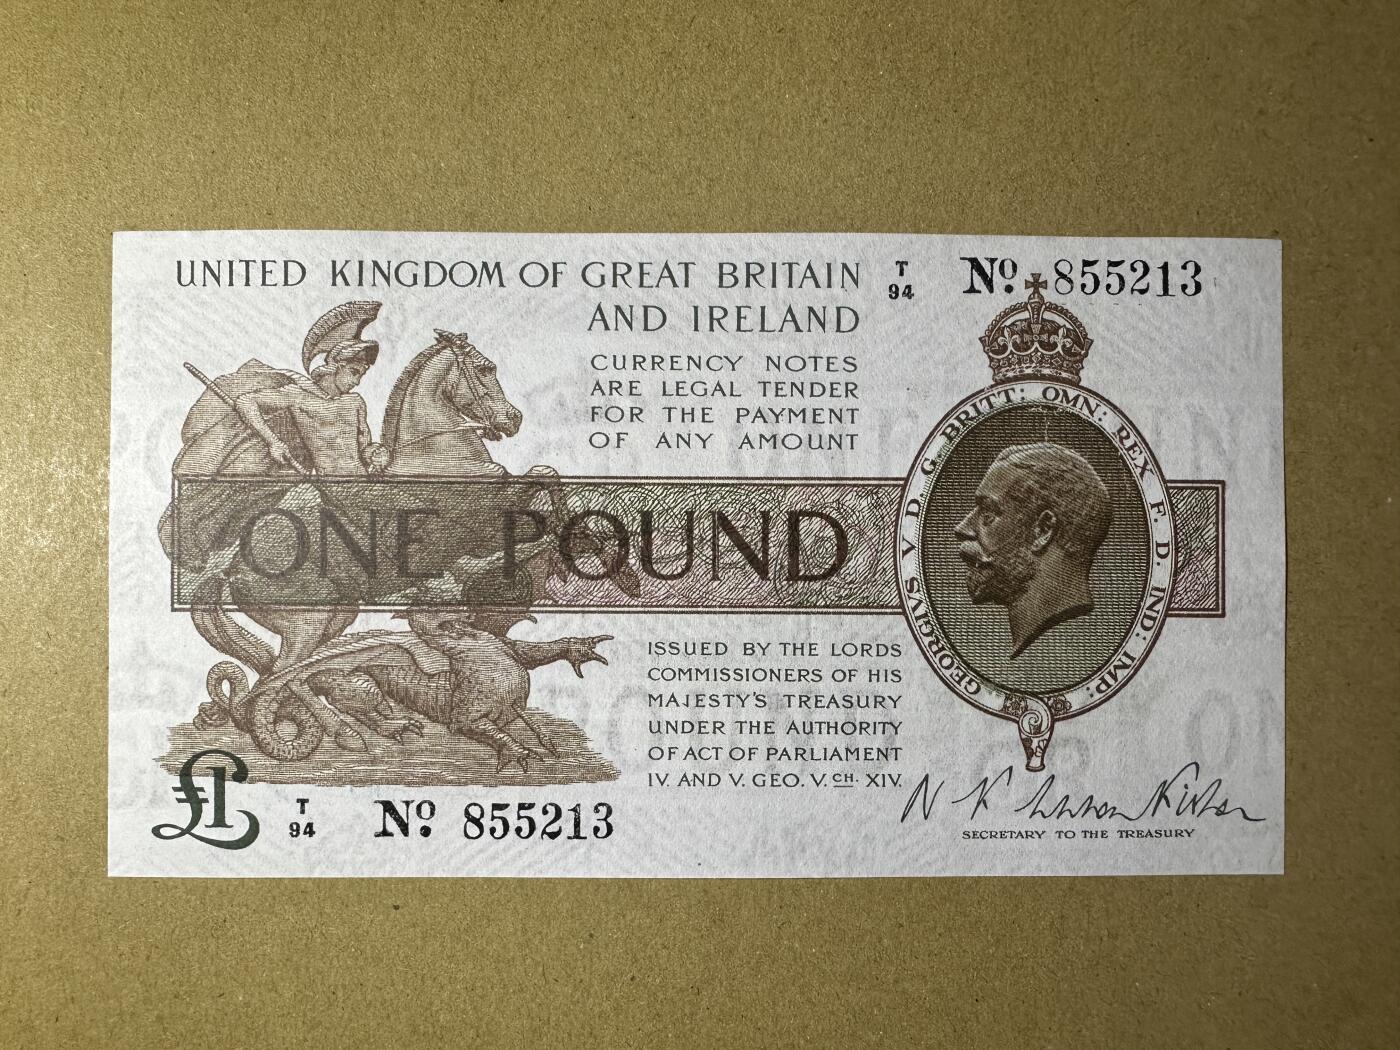 UNITED KINGDOM OF GREAT BRITAIN
AND IRELAND
T
94
Nº 855213
CURRENCY NOTES
ARE LEGAL TENDER
FOR THE PAYMENT
OF ANY AMOUNT
GEORGIVS V D. G. BRITT: OMN: REX F. D. IND: IMP:
ONE POUND
ISSUED BY THE LORDS
COMMISSIONERS OF HIS
MAJESTY'S TREASURY
UNDER THE AUTHORITY
OF ACT OF PARLIAMENT
IV. AND V. GEO. V. CH. XIV.
£1
T
94
Nº 855213
N K Warren Fisher
SECRETARY TO THE TREASURY